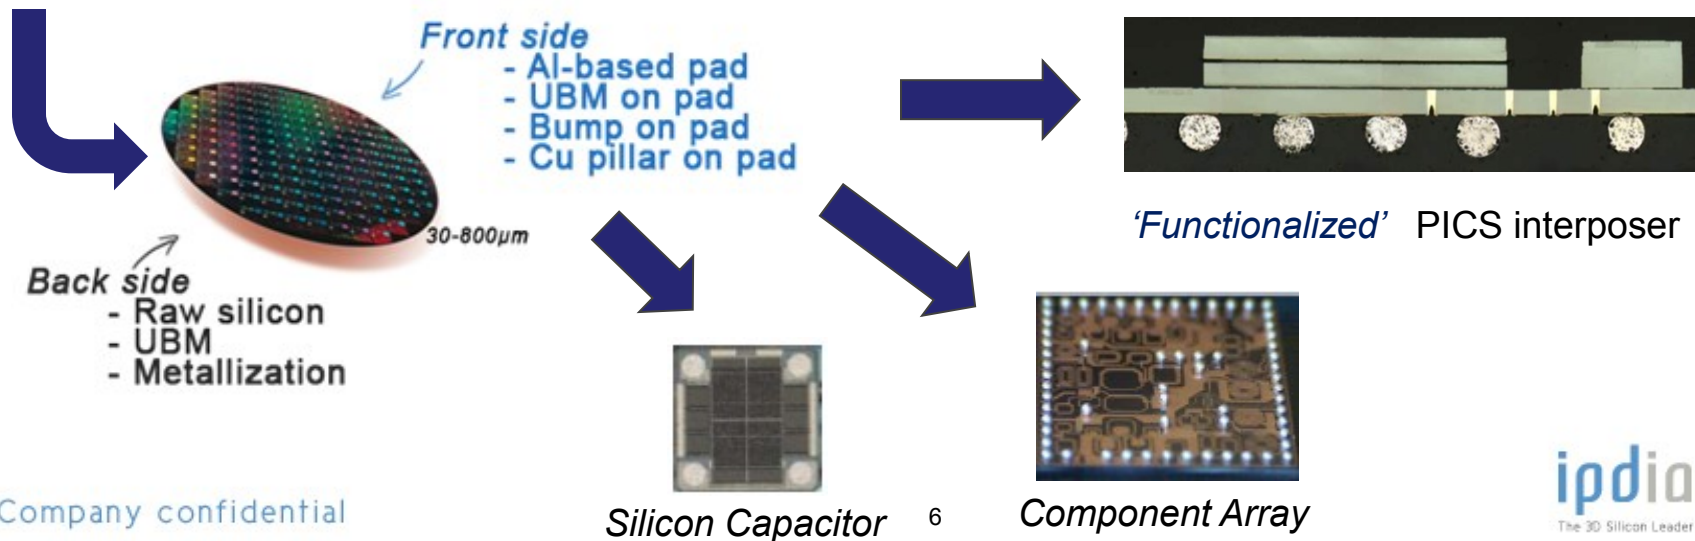 Front side
- Al-based pad
- UBM on pad
- Bump on pad
- Cu pillar on pad
30-800µm
Back side
- Raw silicon
- UBM
- Metallization
‘Functionalized’ PICS interposer
Silicon Capacitor
Component Array
Company confidential
6
ipdia
The 3D Silicon Leader